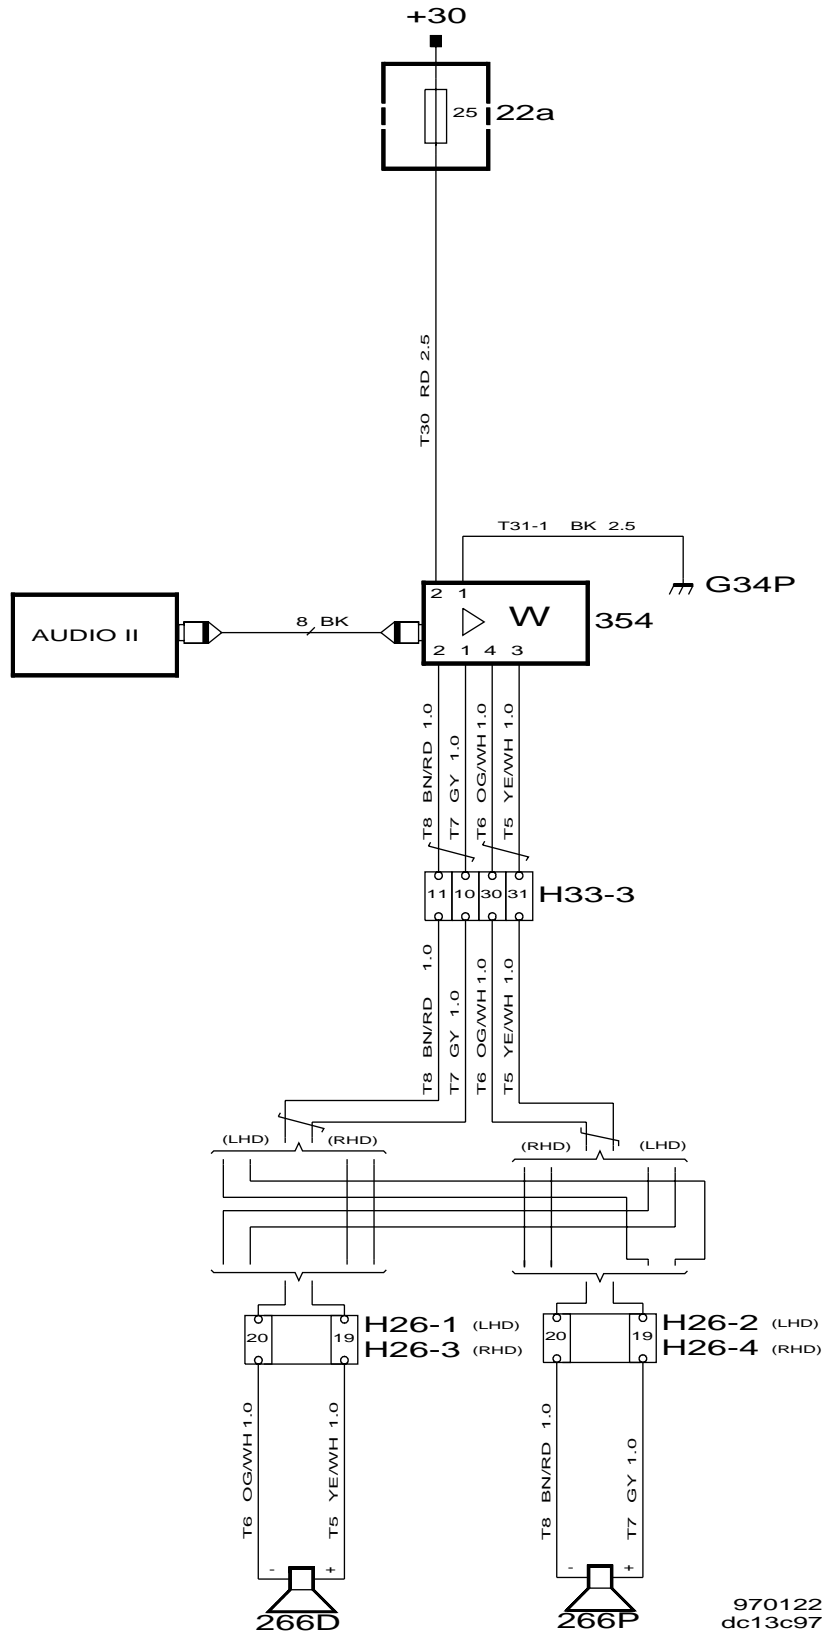 +30
25 22a
T30 RD 2.5
T31-1 BK 2.5
G34P
2 1
AUDIO II
8 BK
W
354
2 1 4 3
T8 BN/RD 1.0
T7 GY 1.0
T6 OG/WH 1.0
T5 YE/WH 1.0
11 10 30 31 H33-3
T8 BN/RD 1.0
T7 GY 1.0
T6 OG/WH 1.0
T5 YE/WH 1.0
(LHD) (RHD) (RHD) (LHD)
20 19
H26-1 (LHD)
H26-3 (RHD)
20 19
H26-2 (LHD)
H26-4 (RHD)
T6 OG/WH 1.0
T5 YE/WH 1.0
T8 BN/RD 1.0
T7 GY 1.0
- + - +
266D 266P
970122
dc13c97